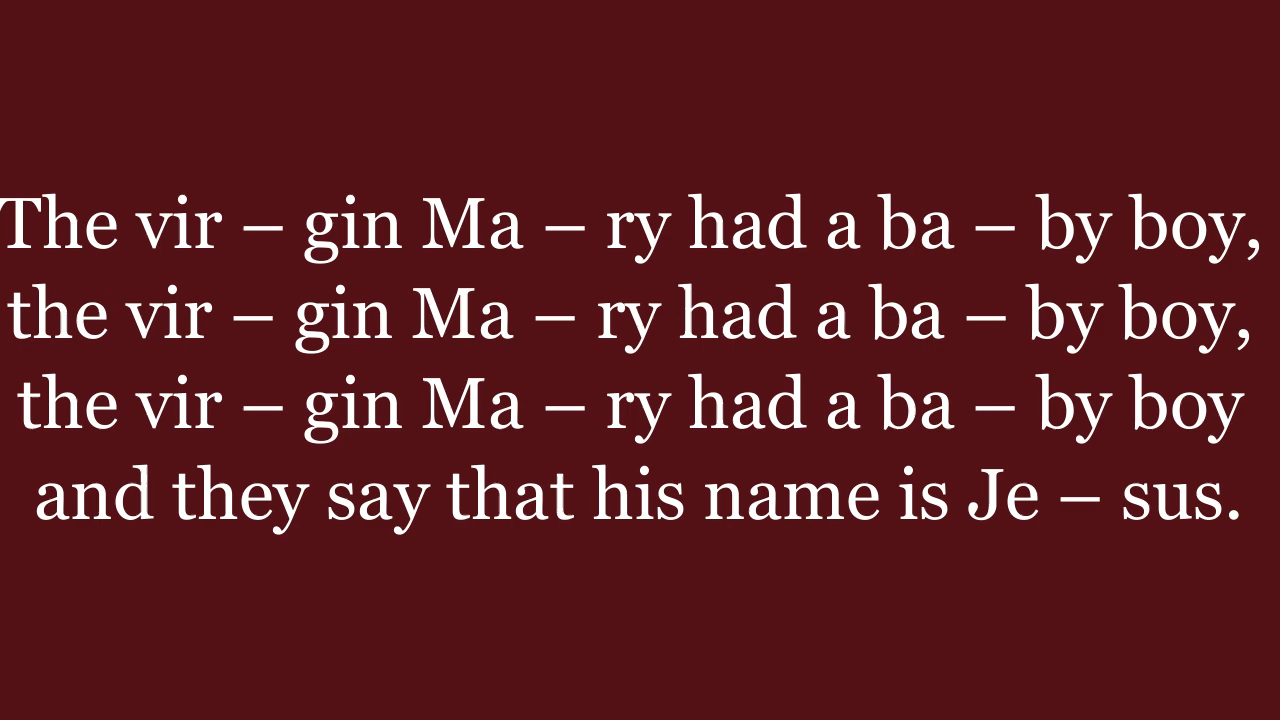 The vir – gin Ma – ry had a ba – by boy,
the vir – gin Ma – ry had a ba – by boy,
the vir – gin Ma – ry had a ba – by boy
and they say that his name is Je – sus.